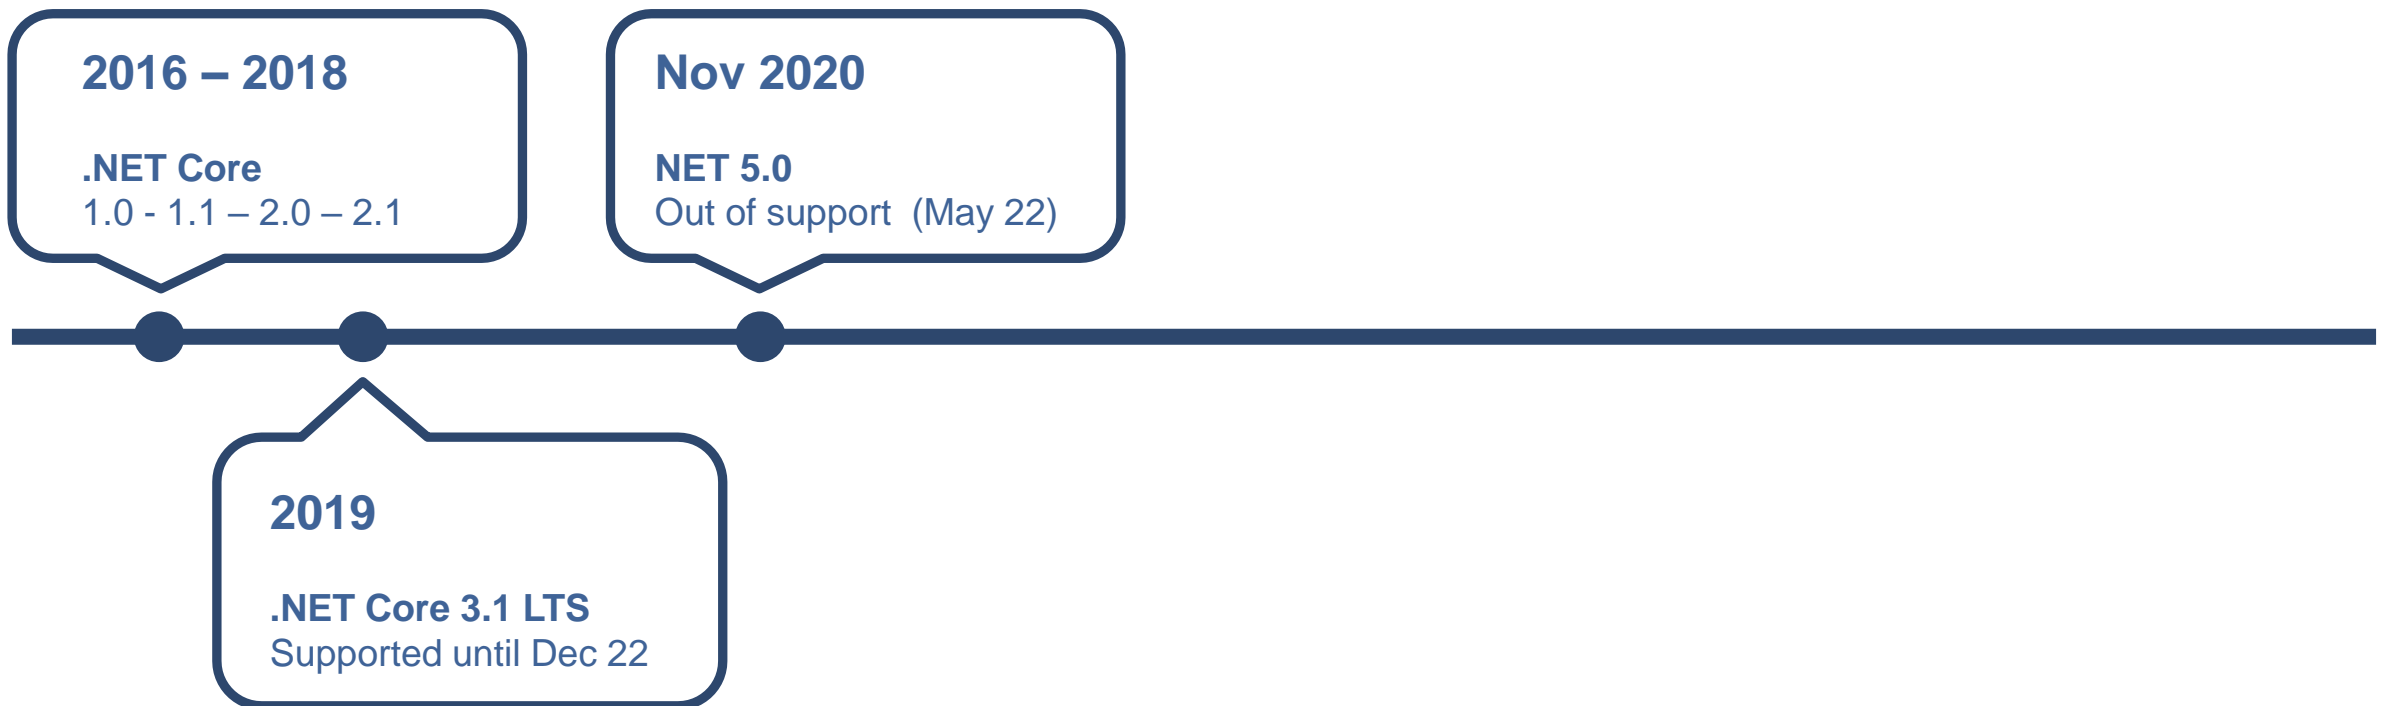 2016 – 2018
.NET Core
1.0 - 1.1 – 2.0 – 2.1
Nov 2020
NET 5.0
Out of support  (May 22)
2019
.NET Core 3.1 LTS
Supported until Dec 22